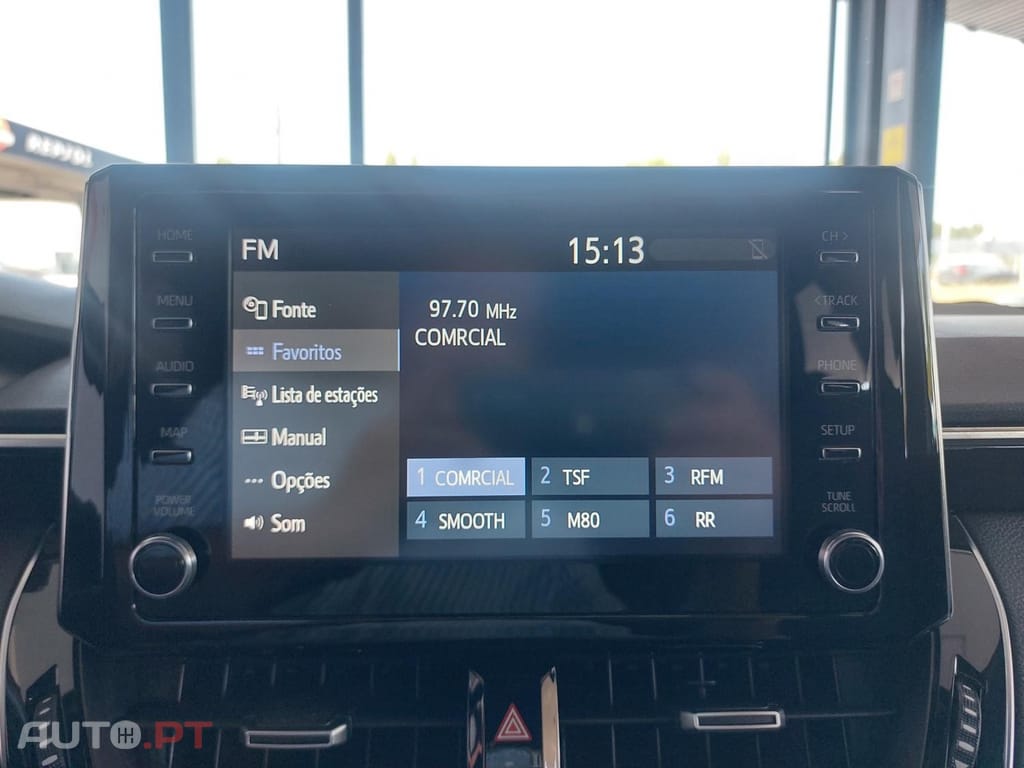 REPSOL
HOME
MENU
AUDIO
MAP
POWER
VOLUME
FM
15:13
Fonte
Favoritos
Lista de estações
Manual
Opções
Som
97.70 MHz
COMRCIAL
1 COMRCIAL 2 TSF 3 RFM
4 SMOOTH 5 M80 6 RR
CH >
< TRACK
PHONE
SETUP
TUNE
SCROLL
AUTO.PT